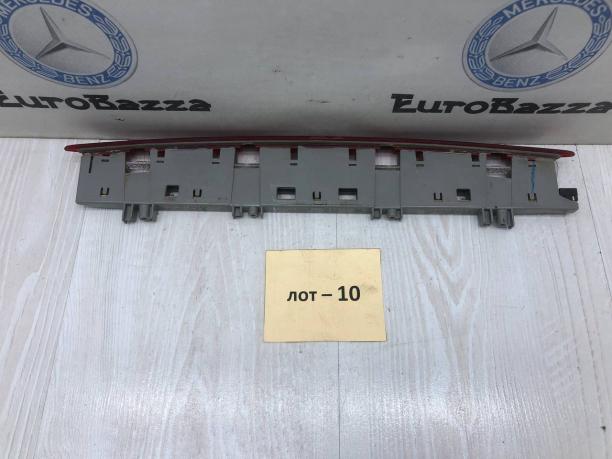 MERCEDES
BENZ
MERCEDES
BENZ
EuroBazza
EuroBazza
лот – 10